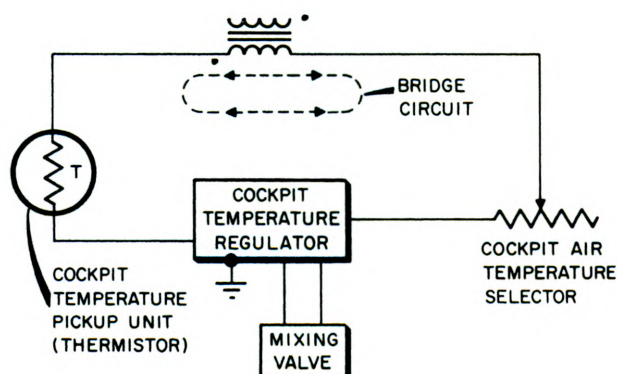 BRIDGE
CIRCUIT
T
COCKPIT
TEMPERATURE
REGULATOR
COCKPIT
TEMPERATURE
PICKUP UNIT
(THERMISTOR)
COCKPIT AIR
TEMPERATURE
SELECTOR
MIXING
VALVE